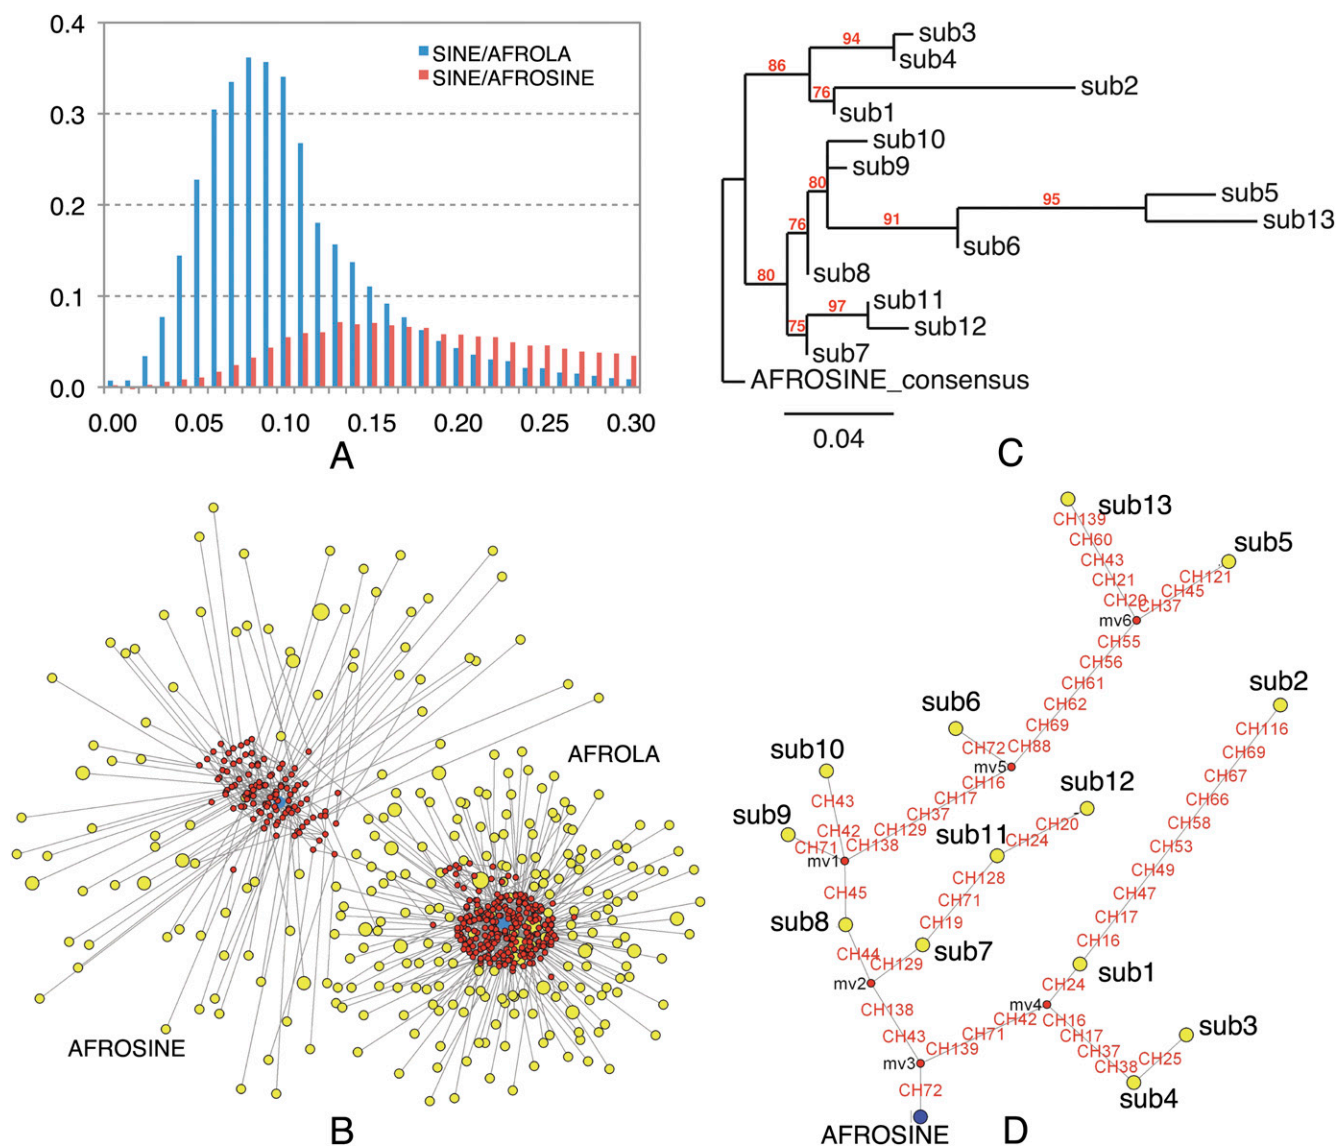 0.4
0.3
0.2
0.1
0.0
0.00 0.05 0.10 0.15 0.20 0.25 0.30
SINE/AFROLA
SINE/AFROSINE
A
sub3
94
sub4
86
sub2
76
sub1
sub10
sub9
80
sub5
95
sub13
91
76
sub6
80
sub8
sub11
97
sub12
75
sub7
AFROSINE_consensus
0.04
C
AFROLA
AFROSINE
B
sub13
CH139
CH60
CH43
CH21
CH20
sub5
CH121
CH45
CH37
mv6
CH55
CH56
CH61
CH62
CH69
CH88
sub6
CH72
mv5
CH16
CH17
CH37
CH129
CH138
sub10
CH43
CH42
sub9
CH71
mv1
CH45
sub8
CH44
mv2
sub12
CH20
CH24
sub11
CH128
CH71
CH19
sub7
CH129
CH138
CH43
sub2
CH116
CH69
CH67
CH66
CH58
CH53
CH49
CH47
CH17
CH16
sub1
CH24
mv4
CH42
CH71
CH139
mv3
CH16
CH17
CH37
CH38
CH25
sub3
sub4
CH72
AFROSINE
D